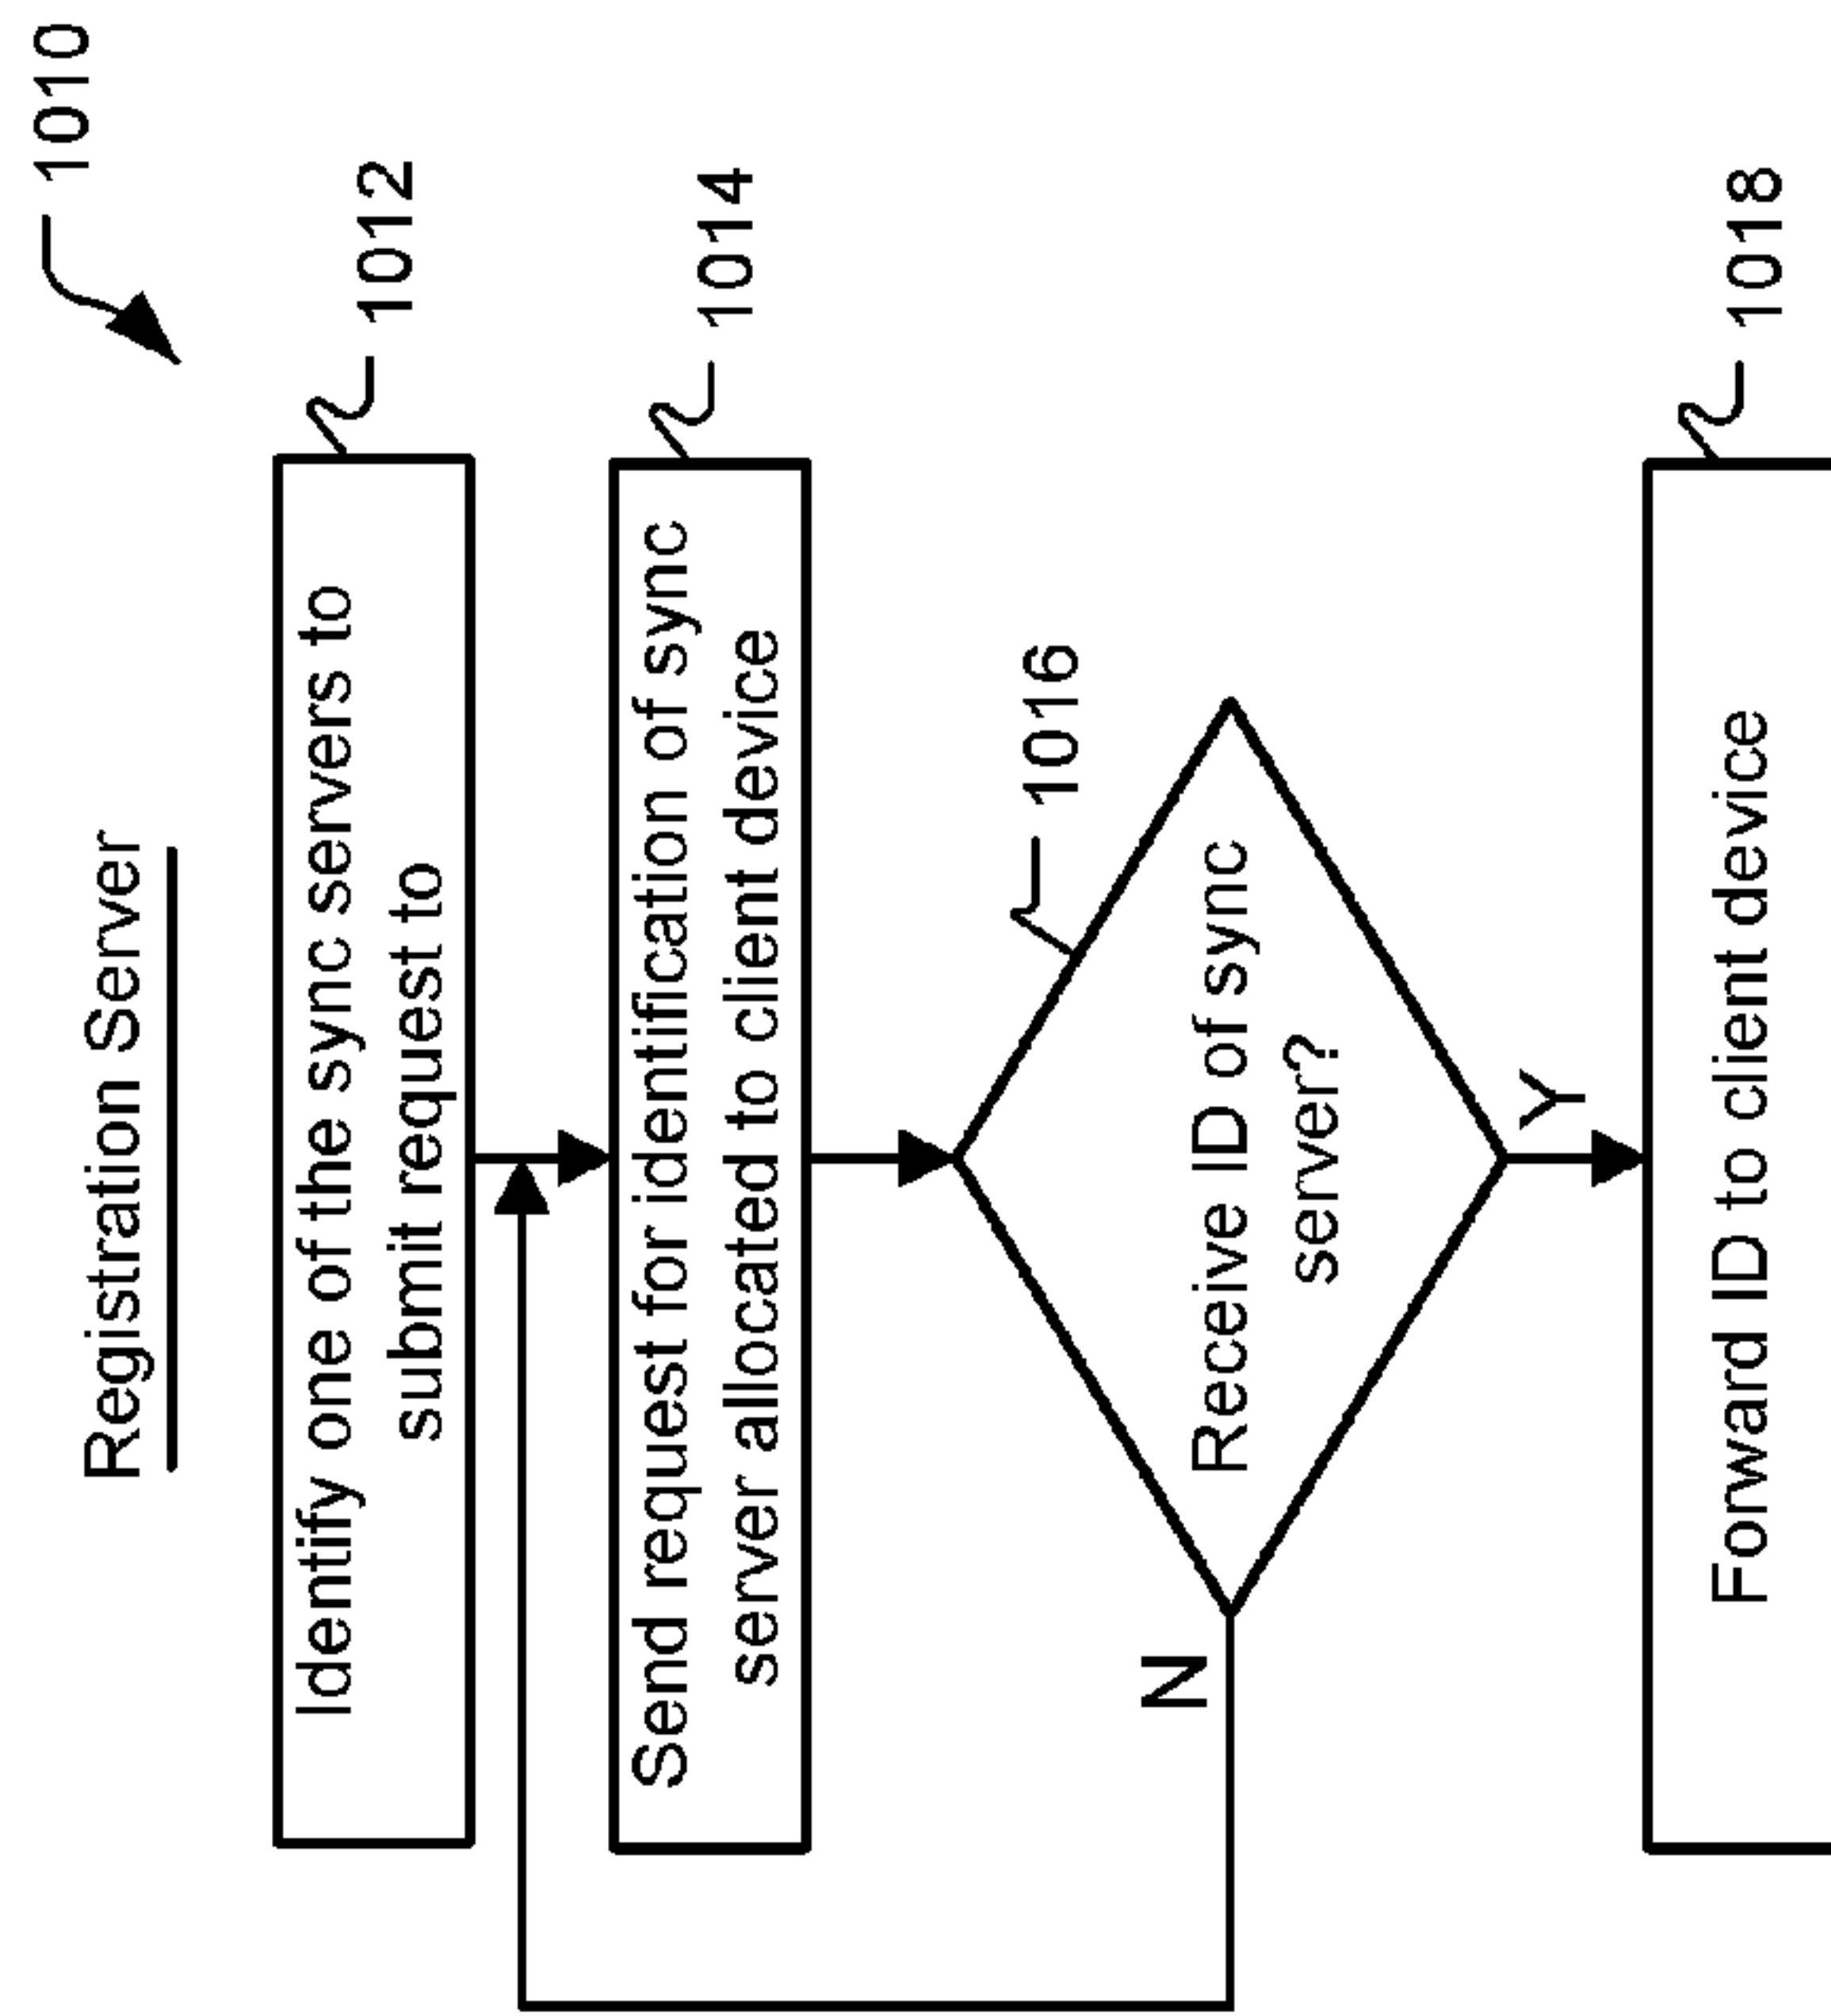 1010
Registration Server
Identify one of the sync servers to
submit request to
1012
Send request for identification of sync
server allocated to client device
1014
Receive ID of sync
server?
1016
N
Y
Forward ID to client device
1018